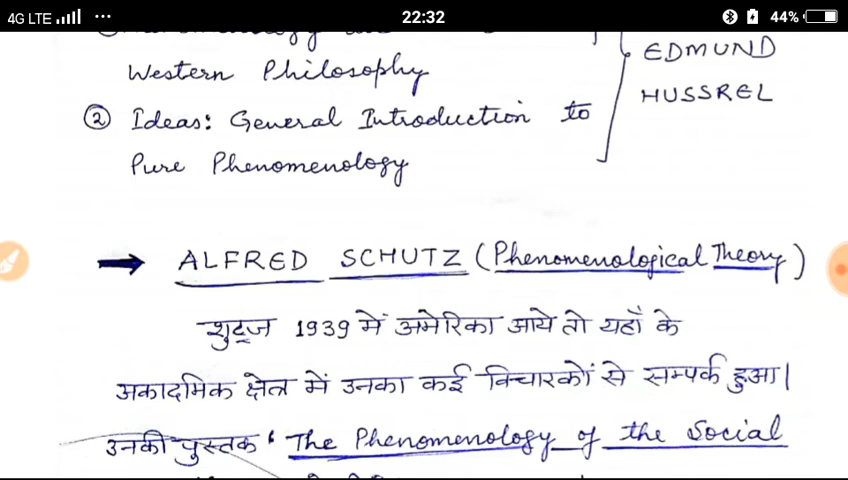 4G LTE ... 22:32 44%
Western Philosophy
EDMUND
HUSSREL
② Ideas: General Introduction to
Pure Phenomenology
→ ALFRED SCHUTZ (Phenomenological Theory)
शुट्ज 1939 में अमेरिका आये तो यहाँ के
अकादमिक क्षेत्र में उनका कई विचारकों से सम्पर्क हुआ।
उनकी पुस्तक ' The Phenomenology of the Social